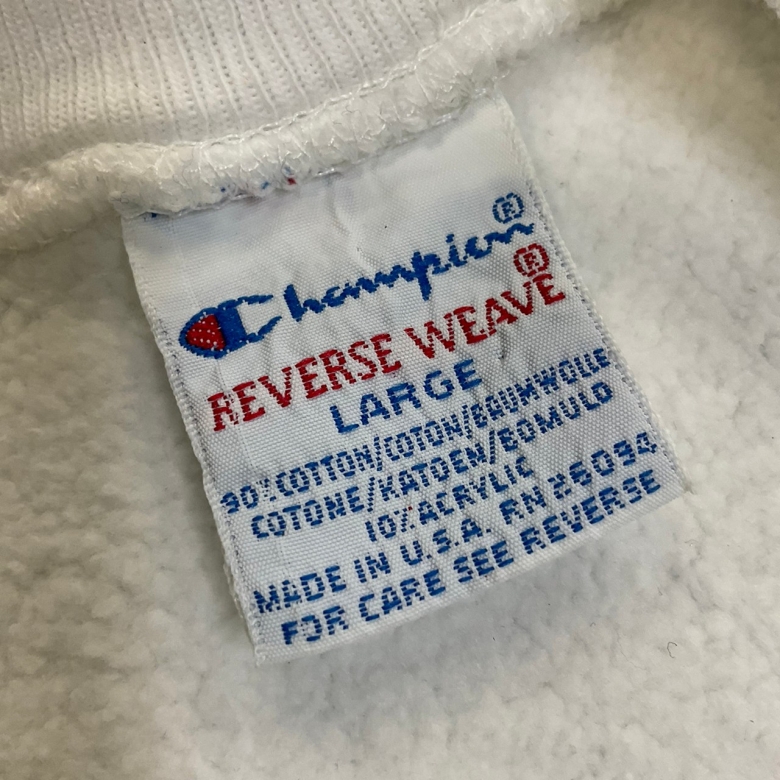 Champion®
REVERSE WEAVE®
LARGE
90% COTTON/COTON/BAUMWOLLE
COTONE/KATOEN/BOMULD
10% ACRYLIC
MADE IN U.S.A. RN 26094
FOR CARE SEE REVERSE